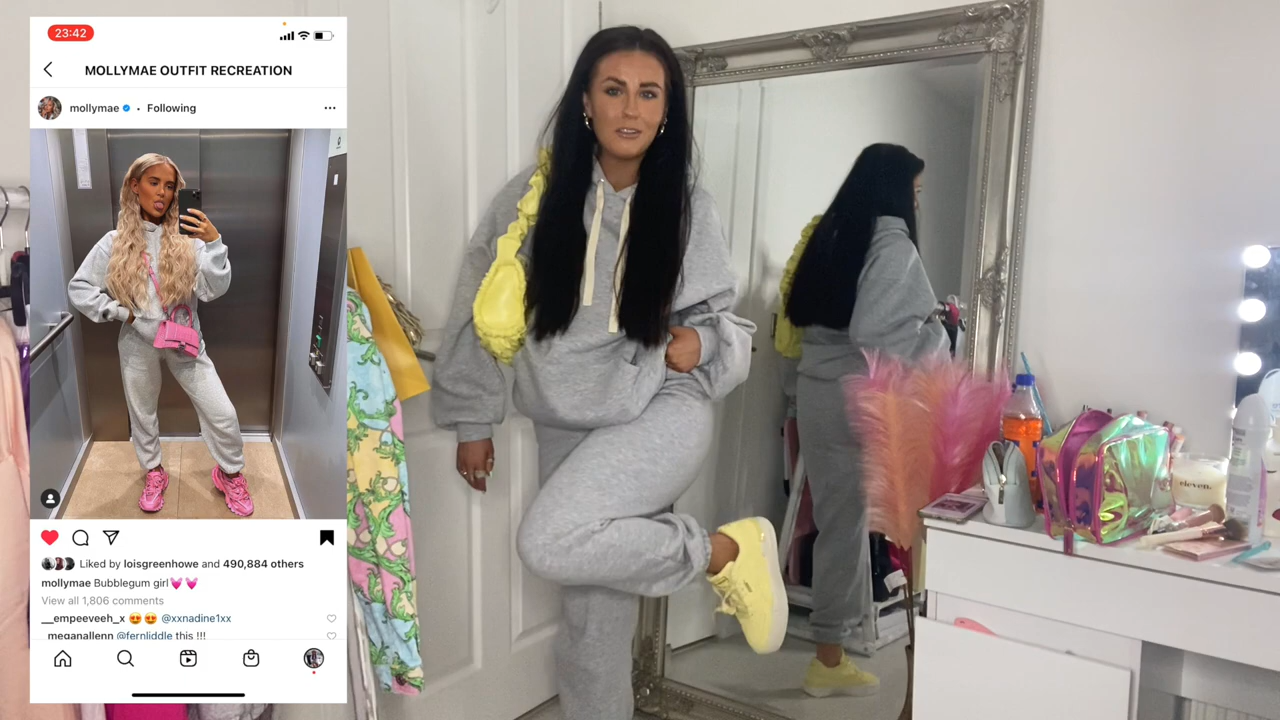 23:42
MOLLYMAE OUTFIT RECREATION
mollymae • Following
Liked by loisgreenhowe and 490,884 others
mollymae Bubblegum girl💓💓
View all 1,806 comments
__empeeveeh_x 😍😍 @xxnadine1xx
_meganallenn @fernliddle this !!!
eleven.